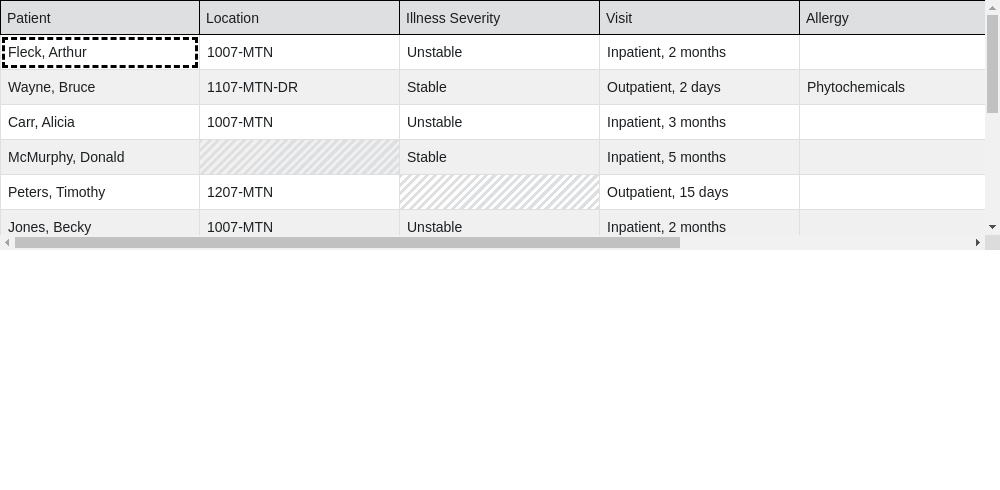 Patient Location Illness Severity Visit Allergy
Fleck, Arthur 1007-MTN Unstable Inpatient, 2 months
Wayne, Bruce 1107-MTN-DR Stable Outpatient, 2 days Phytochemicals
Carr, Alicia 1007-MTN Unstable Inpatient, 3 months
McMurphy, Donald Stable Inpatient, 5 months
Peters, Timothy 1207-MTN Outpatient, 15 days
Jones, Becky 1007-MTN Unstable Inpatient, 2 months